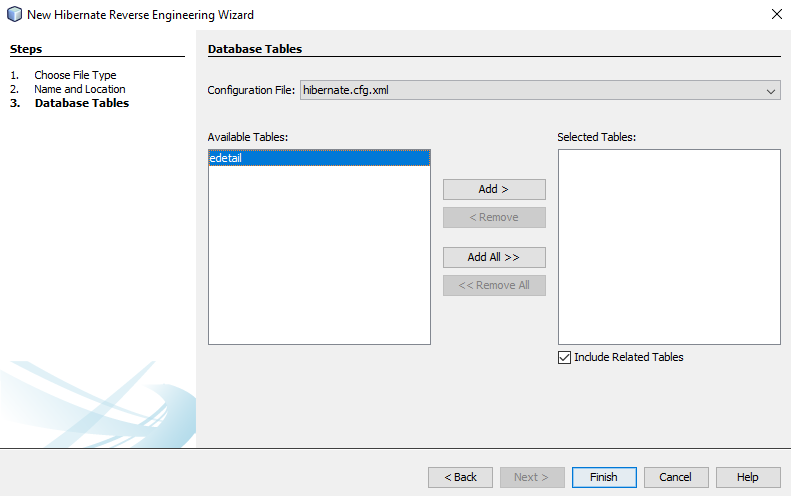 New Hibernate Reverse Engineering Wizard
Steps
1. Choose File Type
2. Name and Location
3. Database Tables
Database Tables
Configuration File: hibernate.cfg.xml
Available Tables:
edetail
Add >
< Remove
Add All >>
<< Remove All
Selected Tables:
Include Related Tables
< Back Next > Finish Cancel Help